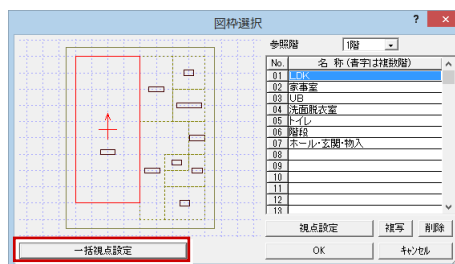 図枠選択
? ×
参照階 1階
No. 名 称(青字は複数階)
01 LDK
02 家事室
03 UB
04 洗面脱衣室
05 トイレ
06 階段
07 ホール・玄関・物入
08
09
10
11
12
13
視点設定 複写 削除
一括視点設定 OK キャンセル